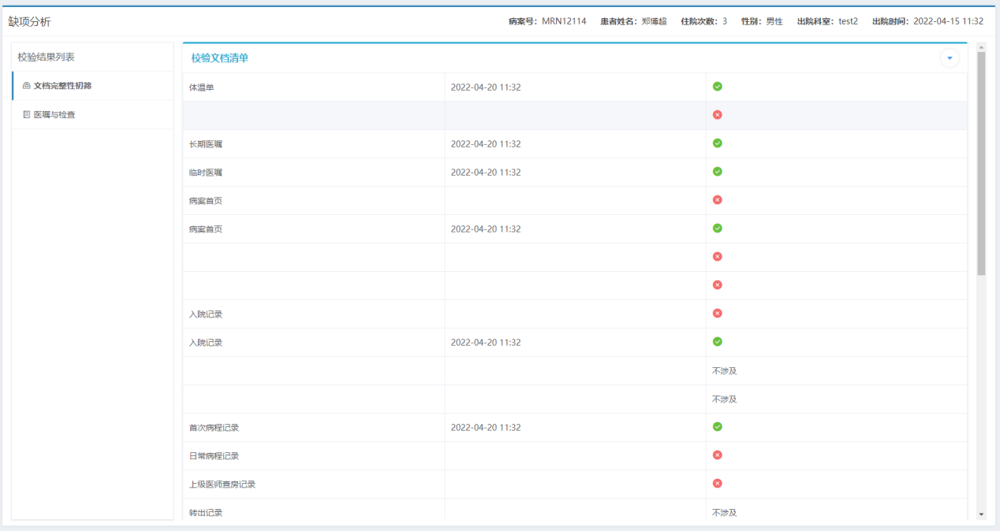 缺项分析
病案号：MRN12114 患者姓名：郑博超 住院次数：3 性别：男性 出院科室：test2 出院时间：2022-04-15 11:32
校验结果列表
文档完整性初筛
医嘱与检查
校验文档清单
体温单 2022-04-20 11:32
长期医嘱 2022-04-20 11:32
临时医嘱 2022-04-20 11:32
病案首页
病案首页 2022-04-20 11:32
入院记录
入院记录 2022-04-20 11:32
不涉及
不涉及
首次病程记录 2022-04-20 11:32
日常病程记录
上级医师查房记录
转出记录 不涉及